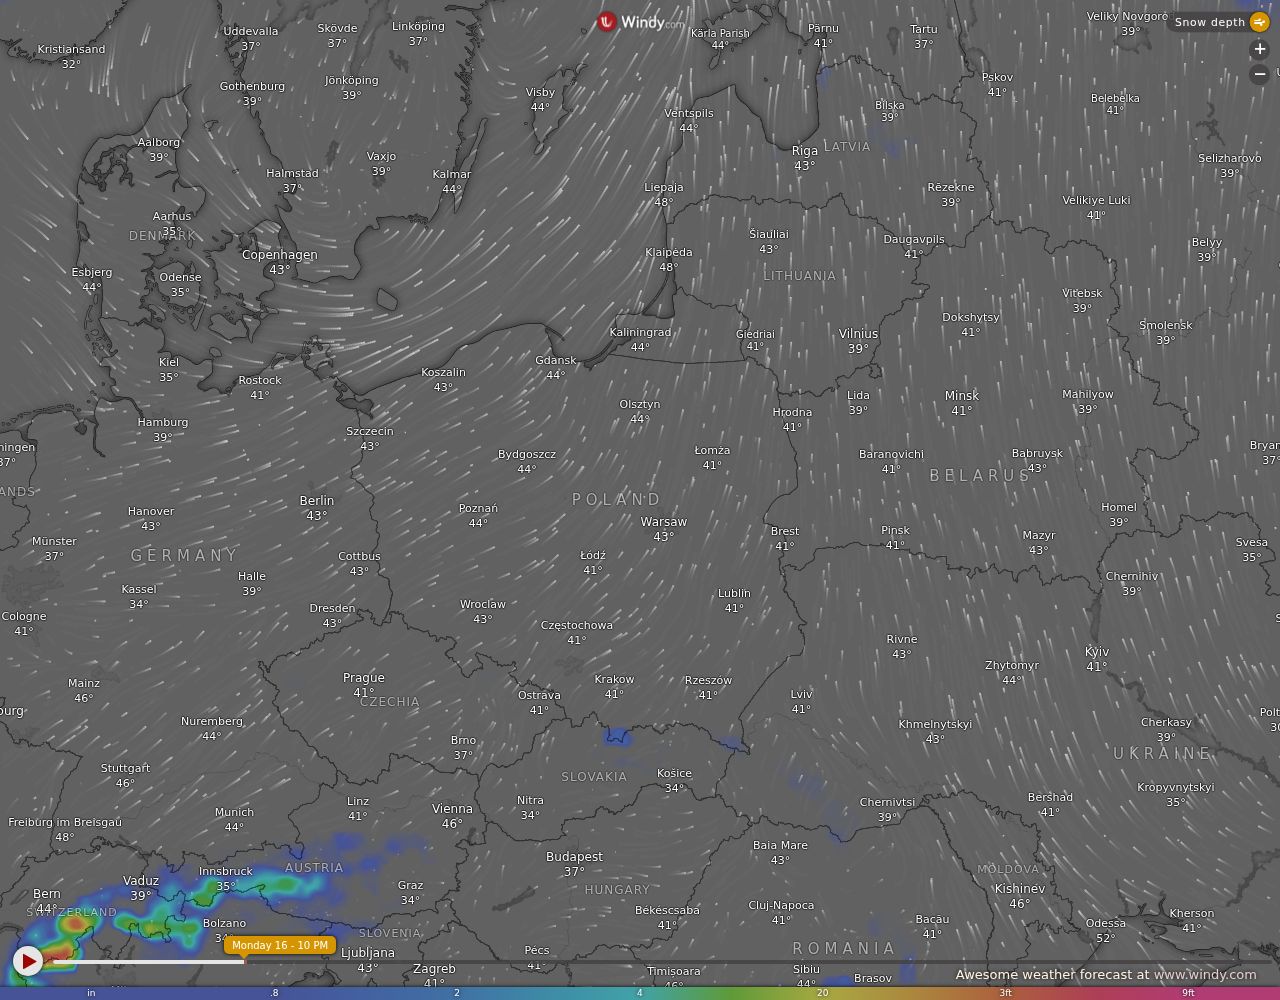 Windy.com
Snow depth
+
−
Kristiansand
32°
Uddevalla
37°
Skövde
37°
Linköping
37°
Kärla Parish
44°
Pärnu
41°
Tartu
37°
39°
Gothenburg
39°
Jönköping
39°
Visby
44°
Ventspils
44°
Pskov
41°
Bilska
39°
Belebelka
41°
Aalborg
39°
Halmstad
37°
Vaxjo
39°
Kalmar
44°
Riga
43°
LATVIA
Selizharovo
39°
Liepaja
48°
Rēzekne
39°
Velikiye Luki
41°
Aarhus
35°
DENMARK
Copenhagen
43°
Klaipėda
48°
Šiauliai
43°
LITHUANIA
Daugavpils
41°
Belyy
39°
Esbjerg
44°
Odense
35°
Vitebsk
39°
Kaliningrad
44°
Giedriai
41°
Vilnius
39°
Dokshytsy
41°
Smolensk
39°
Kiel
35°
Rostock
41°
Koszalin
43°
Gdansk
44°
Hamburg
39°
Szczecin
43°
Olsztyn
44°
Hrodna
41°
Lida
39°
Minsk
41°
Mahilyow
39°
Bydgoszcz
44°
Łomża
41°
Baranovichi
41°
Babruysk
43°
BELARUS
Hanover
43°
Berlin
43°
Poznań
44°
POLAND
Warsaw
43°
Homel
39°
Münster
37°
GERMANY
Cottbus
43°
Łódź
41°
Brest
41°
Pinsk
41°
Mazyr
43°
Svesa
35°
Kassel
34°
Halle
39°
Lublin
41°
Chernihiv
39°
Cologne
41°
Dresden
43°
Wroclaw
43°
Częstochowa
41°
Rivne
43°
Kyiv
41°
Mainz
46°
Prague
41°
CZECHIA
Ostrava
41°
Krakow
41°
Rzeszow
41°
Lviv
41°
Zhytomyr
44°
Nuremberg
44°
Brno
37°
Khmelnytskyi
43°
Cherkasy
39°
UKRAINE
Stuttgart
46°
SLOVAKIA
Košice
34°
Kropyvnytskyi
35°
Freiburg im Breisgau
48°
Munich
44°
Linz
41°
Vienna
46°
Nitra
34°
Chernivtsi
39°
Bershad
41°
Vaduz
39°
Innsbruck
35°
AUSTRIA
Budapest
37°
Baia Mare
43°
MOLDOVA
Bern
44°
SWITZERLAND
Bolzano
Graz
34°
HUNGARY
Békéscsaba
41°
Cluj-Napoca
41°
Kishinev
46°
Bacău
41°
Odessa
52°
Kherson
41°
SLOVENIA
Monday 16 - 10 PM
Ljubljana
43°
Zagreb
41°
Pécs
41°
Timișoara
46°
ROMANIA
Sibiu
44°
Brasov
Awesome weather forecast at www.windy.com
in .8 2 4 20 3ft 9ft